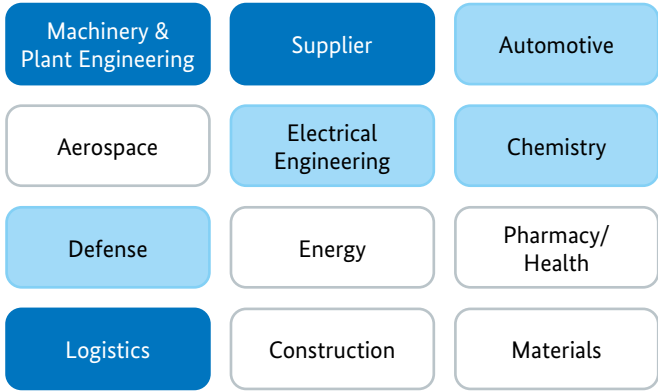 Machinery &
Plant Engineering
Supplier
Automotive
Aerospace
Electrical
Engineering
Chemistry
Defense
Energy
Pharmacy/
Health
Logistics
Construction
Materials